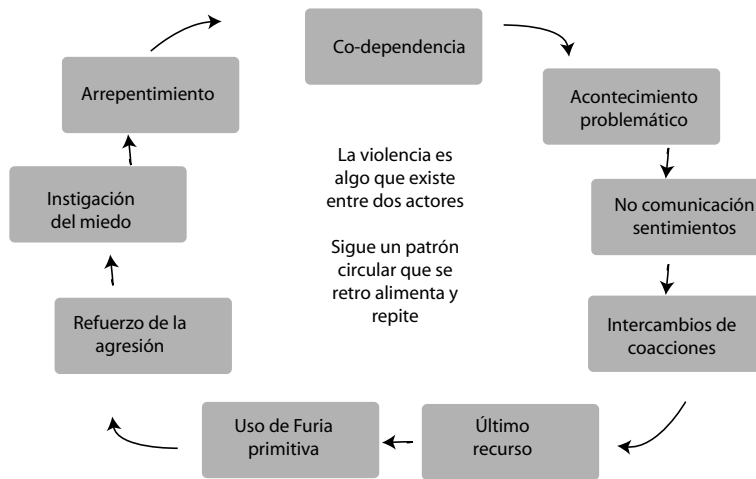 Co-dependencia
Acontecimiento
problemático
No comunicación
sentimientos
Intercambios de
coacciones
Último
recurso
Uso de Furia
primitiva
Refuerzo de la
agresión
Instigación
del miedo
Arrepentimiento
La violencia es
algo que existe
entre dos actores
Sigue un patrón
circular que se
retro alimenta y
repite